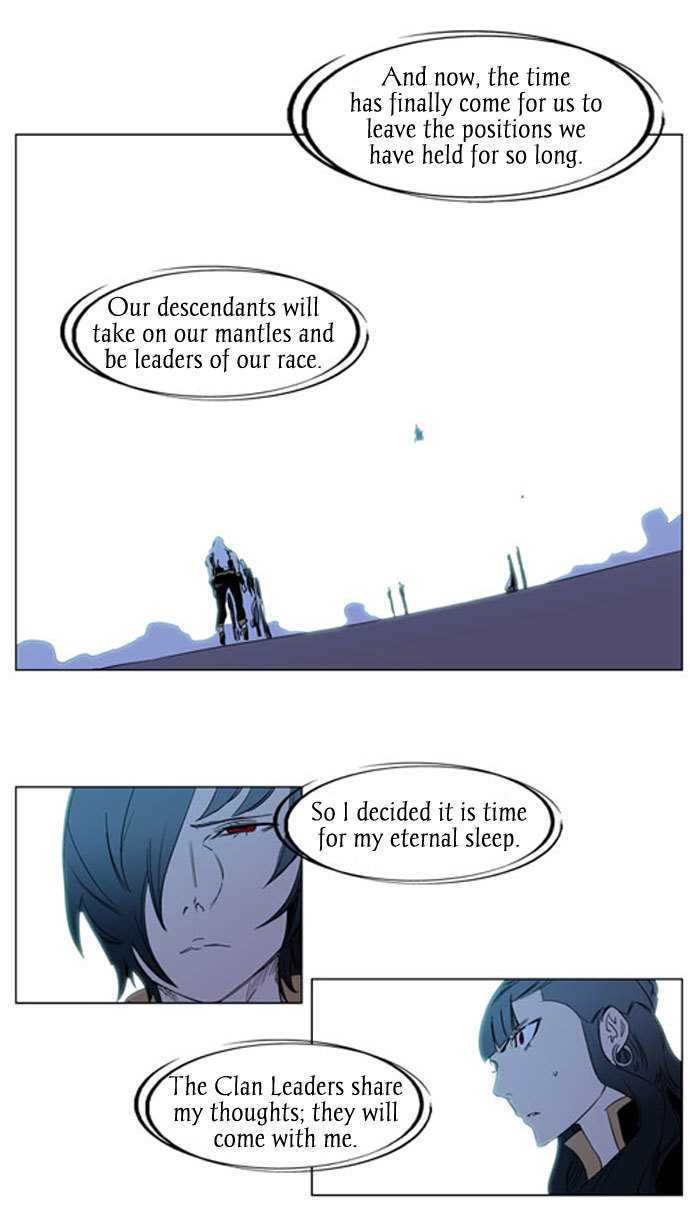 And now, the time
has finally come for us to
leave the positions we
have held for so long.
Our descendants will
take on our mantles and
be leaders of our race.
So I decided it is time
for my eternal sleep.
The Clan Leaders share
my thoughts; they will
come with me.